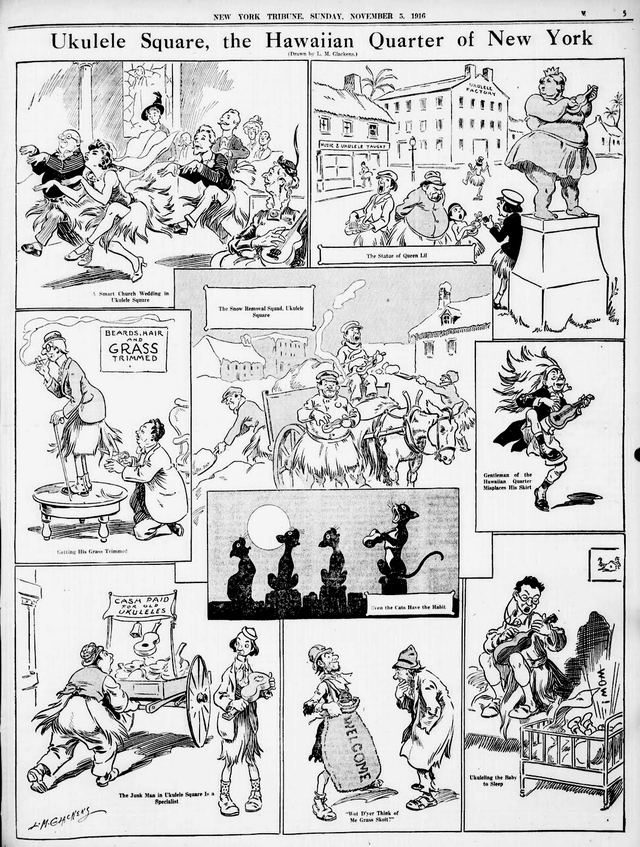 NEW YORK TRIBUNE, SUNDAY, NOVEMBER 5, 1916
V 5
Ukulele Square, the Hawaiian Quarter of New York
(Drawn by L. M. Glackens.)
A Smart Church Wedding in
Ukulele Square
UKULELE
FACTORY
MUSIC & UKULELE TAUGHT
The Statue of Queen Lil
The Snow Removal Squad, Ukulele
Square
BEARDS, HAIR
AND
GRASS
TRIMMED
Getting His Grass Trimmed
Gentleman of the
Hawaiian Quarter
Misplaces His Skirt
Even the Cats Have the Habit
CASH PAID
FOR OLD
UKULELES
The Junk Man in Ukulele Square Is a
Specialist
L. M. GLACKENS
WELCOME
"Wot D'yer Think of
Me Grass Skoit?"
WOW
Ukuleling the Baby
to Sleep